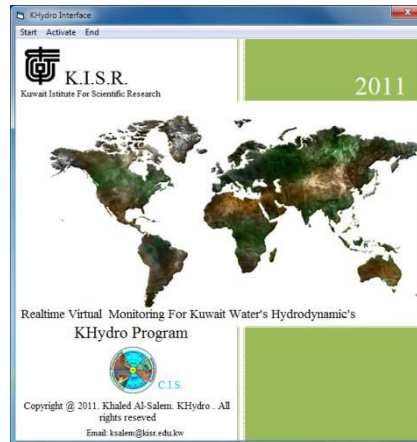 KHydro Interface
Start Activate End
K.I.S.R.
Kuwait Istitute For Scientific Research
2011
Realtime Virtual Monitoring For Kuwait Water's Hydrodynamic's
KHydro Program
C.I.S.
Copyright @ 2011. Khaled Al-Salem. KHydro . All
rights reseved
Email: ksalem@kisr.edu.kw